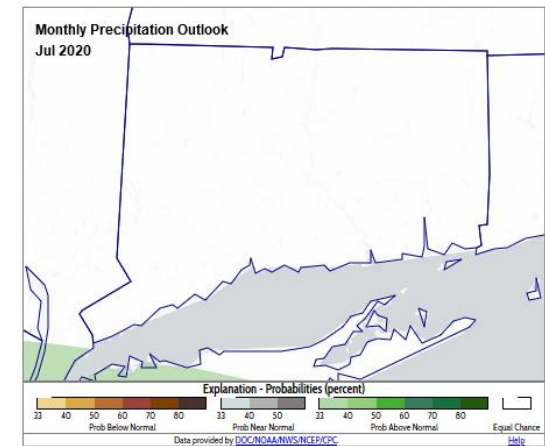 Monthly Precipitation Outlook
Jul 2020
Explanation - Probabilities (percent)
33 40 50 60 70 80 33 40 50 33 40 50 60 70 80
Prob Below Normal Prob Near Normal Prob Above Normal Equal Chance
Data provided by DOC/NOAA/NWS/NCEP/CPC. Help